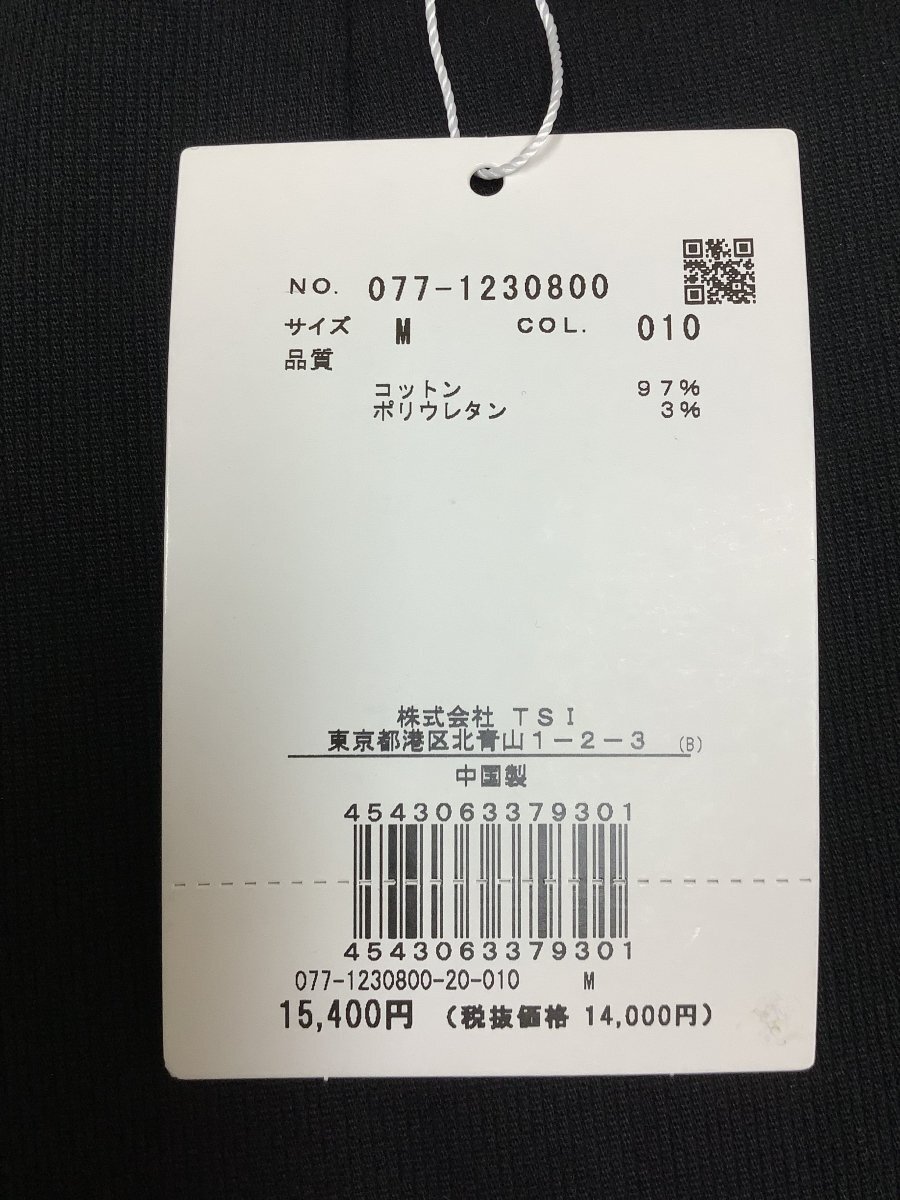 NO. 077-1230800
サイズ M COL. 010
品質
コットン 97%
ポリウレタン 3%
株式会社 TSI
東京都港区北青山1-2-3 (B)
中国製
4543063379301
4543063379301
077-1230800-20-010 M
15,400円 (税抜価格 14,000円)